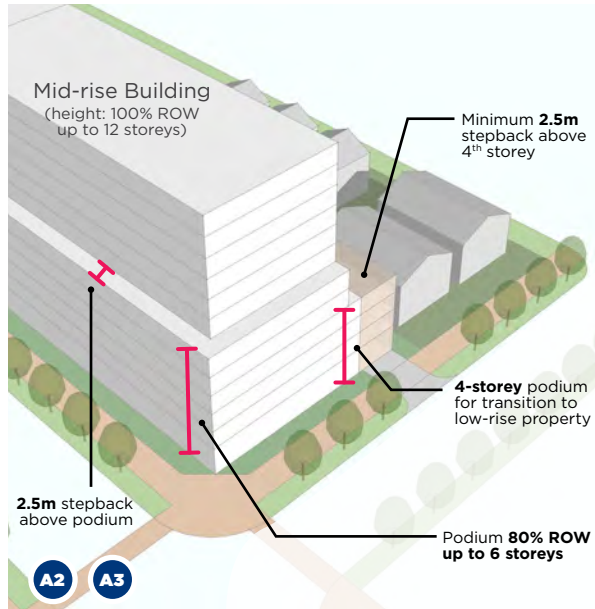 Mid-rise Building
(height: 100% ROW
up to 12 storeys)
Minimum 2.5m
stepback above
4th storey
4-storey podium
for transition to
low-rise property
2.5m stepback
above podium
Podium 80% ROW
up to 6 storeys
A2 A3